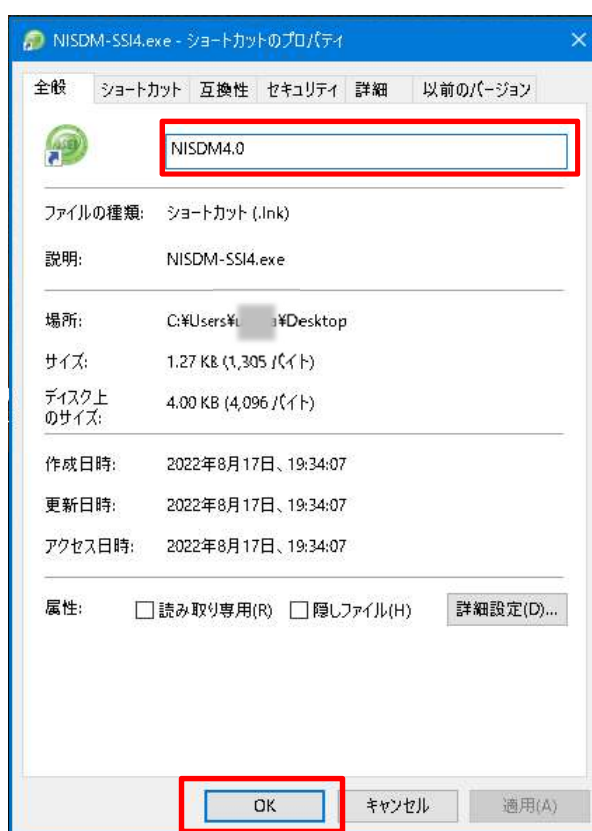 NISDM-SSI4.exe - ショートカットのプロパティ
全般 ショートカット 互換性 セキュリティ 詳細 以前のバージョン
NISDM4.0
ファイルの種類: ショートカット (.lnk)
説明: NISDM-SSI4.exe
場所: C:¥Users¥ ¥Desktop
サイズ: 1.27 KB (1,305 バイト)
ディスク上
のサイズ: 4.00 KB (4,096 バイト)
作成日時: 2022年8月17日、19:34:07
更新日時: 2022年8月17日、19:34:07
アクセス日時: 2022年8月17日、19:34:07
属性: 読み取り専用(R) 隠しファイル(H) 詳細設定(D)...
OK キャンセル 適用(A)